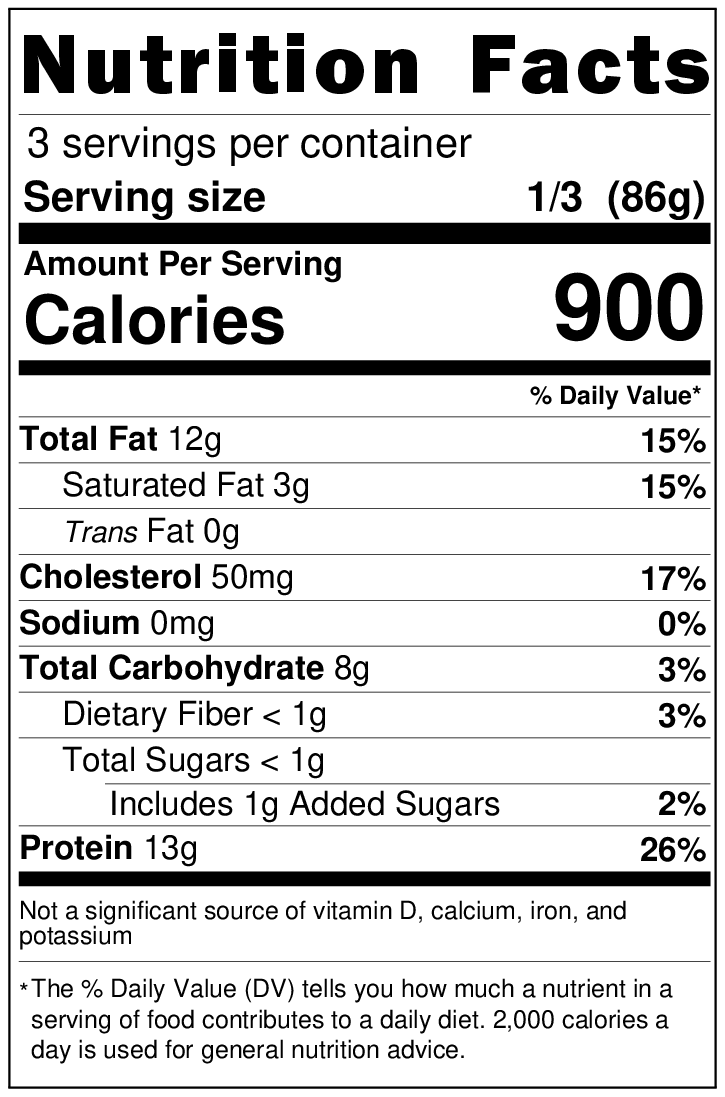 Nutrition Facts
3 servings per container
Serving size 1/3 (86g)
Amount Per Serving
Calories 900
% Daily Value*
Total Fat 12g 15%
Saturated Fat 3g 15%
Trans Fat 0g
Cholesterol 50mg 17%
Sodium 0mg 0%
Total Carbohydrate 8g 3%
Dietary Fiber < 1g 3%
Total Sugars < 1g
Includes 1g Added Sugars 2%
Protein 13g 26%
Not a significant source of vitamin D, calcium, iron, and
potassium
*The % Daily Value (DV) tells you how much a nutrient in a
serving of food contributes to a daily diet. 2,000 calories a
day is used for general nutrition advice.